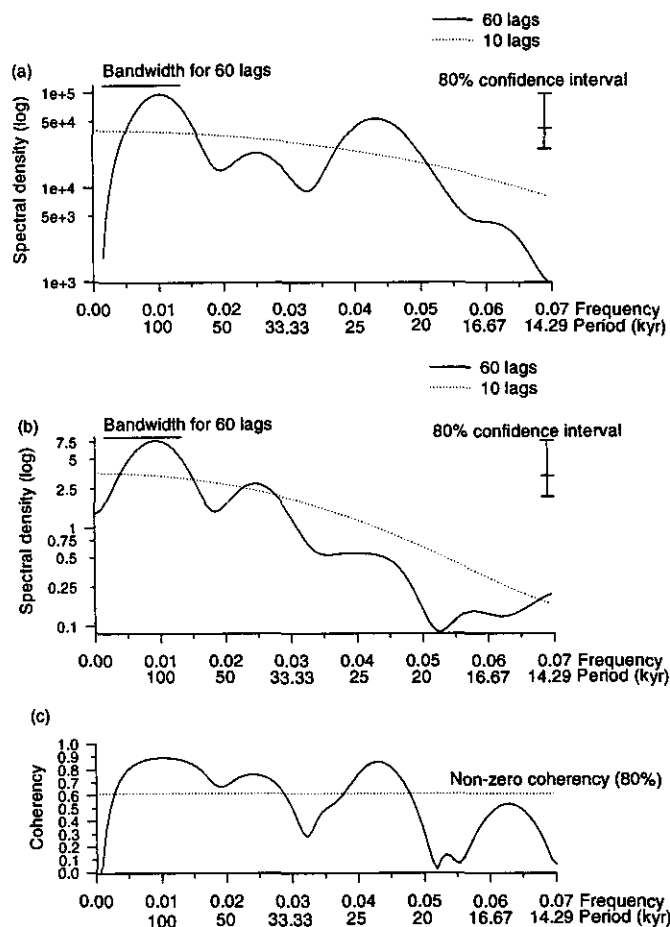 60 lags
10 lags
(a)
Bandwidth for 60 lags
80% confidence interval
Spectral density (log)
1e+5
5e+4
1e+4
5e+3
1e+3
0.00 0.01 0.02 0.03 0.04 0.05 0.06 0.07 Frequency
100 50 33.33 25 20 16.67 14.29 Period (kyr)
60 lags
10 lags
(b)
Bandwidth for 60 lags
80% confidence interval
Spectral density (log)
7.5
5
2.5
1
0.75
0.5
0.25
0.1
0.00 0.01 0.02 0.03 0.04 0.05 0.06 0.07 Frequency
100 50 33.33 25 20 16.67 14.29 Period (kyr)
(c)
Coherency
1.0
0.9
0.8
0.7
0.6
0.5
0.4
0.3
0.2
0.1
0.0
Non-zero coherency (80%)
0.00 0.01 0.02 0.03 0.04 0.05 0.06 0.07 Frequency
100 50 33.33 25 20 16.67 14.29 Period (kyr)